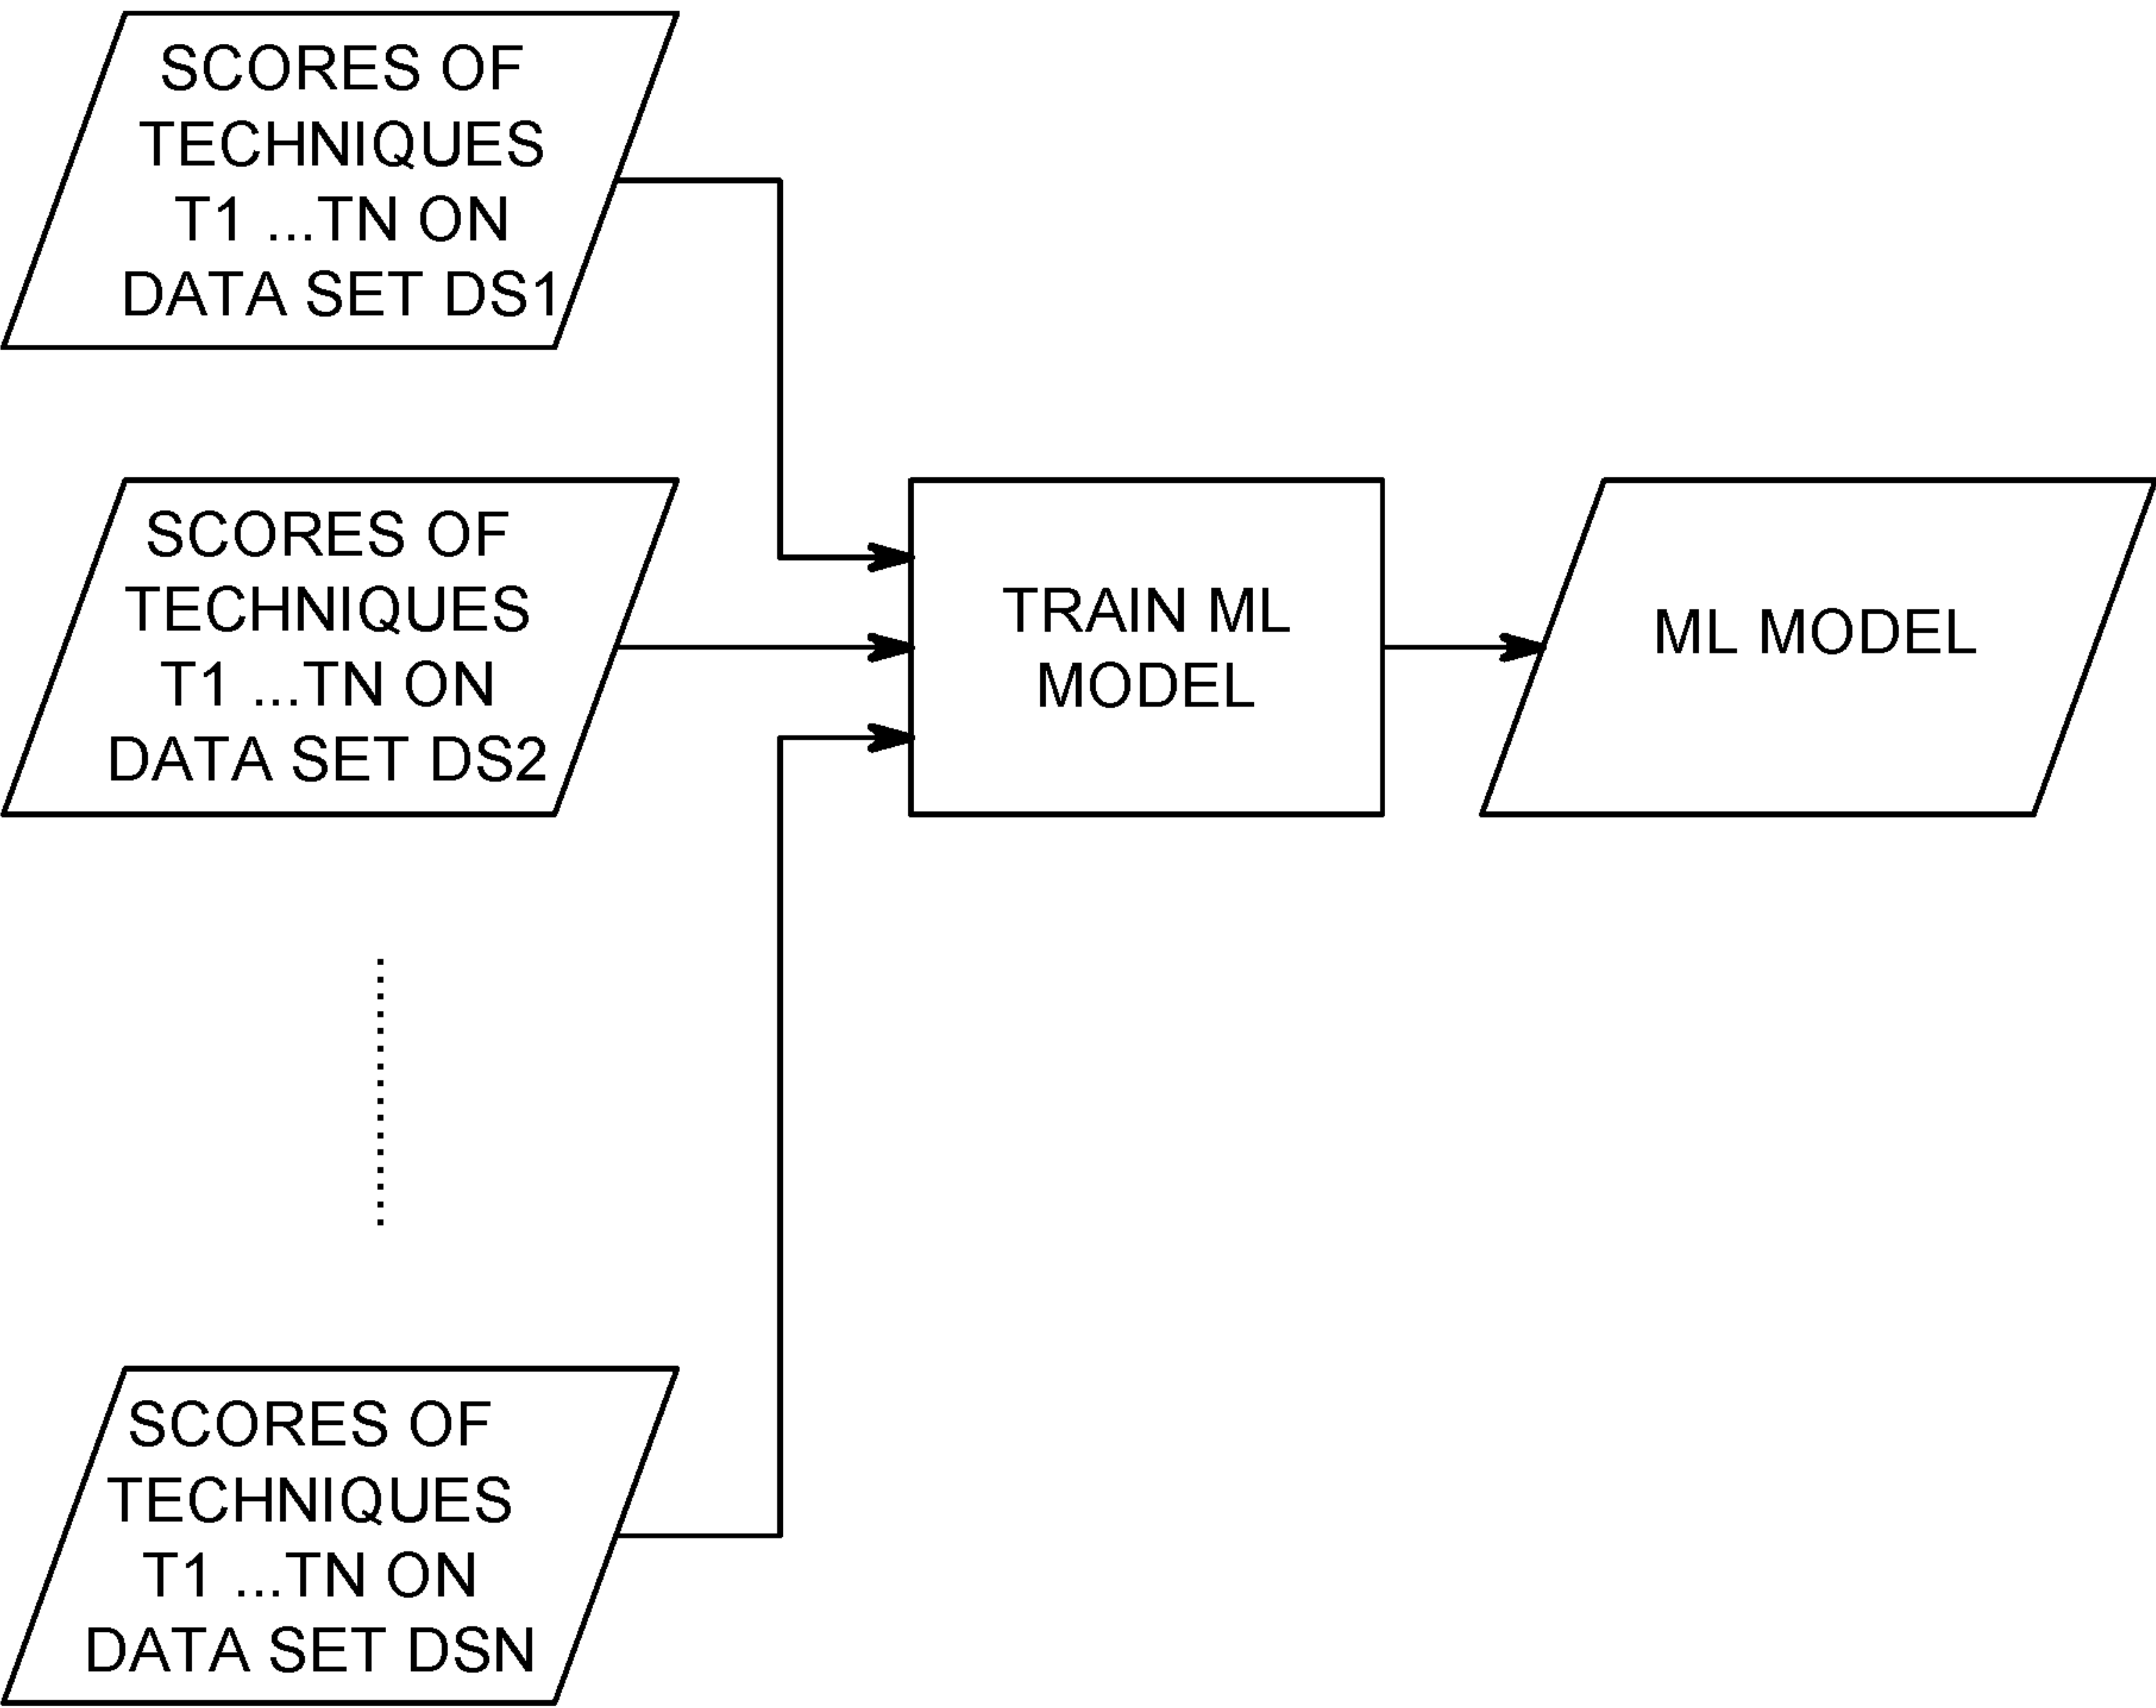 SCORES OF
TECHNIQUES
T1 ...TN ON
DATA SET DS1
SCORES OF
TECHNIQUES
T1 ...TN ON
DATA SET DS2
TRAIN ML
MODEL
ML MODEL
SCORES OF
TECHNIQUES
T1 ...TN ON
DATA SET DSN